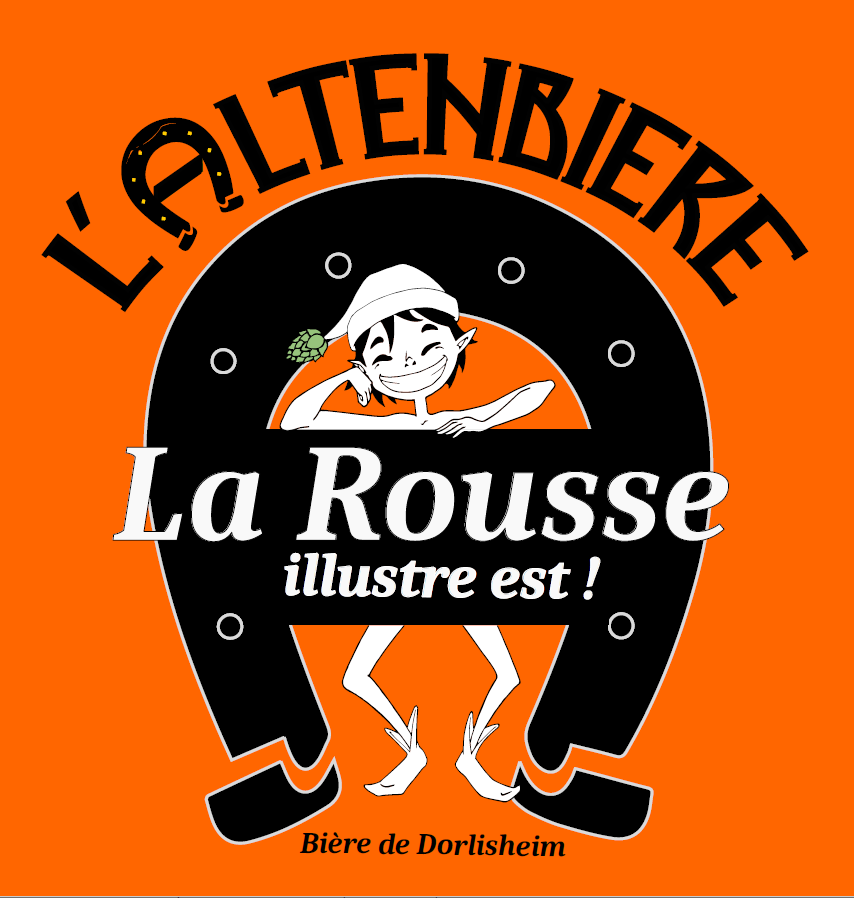 L'ALTENBIERE
La Rousse
illustre est !
Bière de Dorlisheim